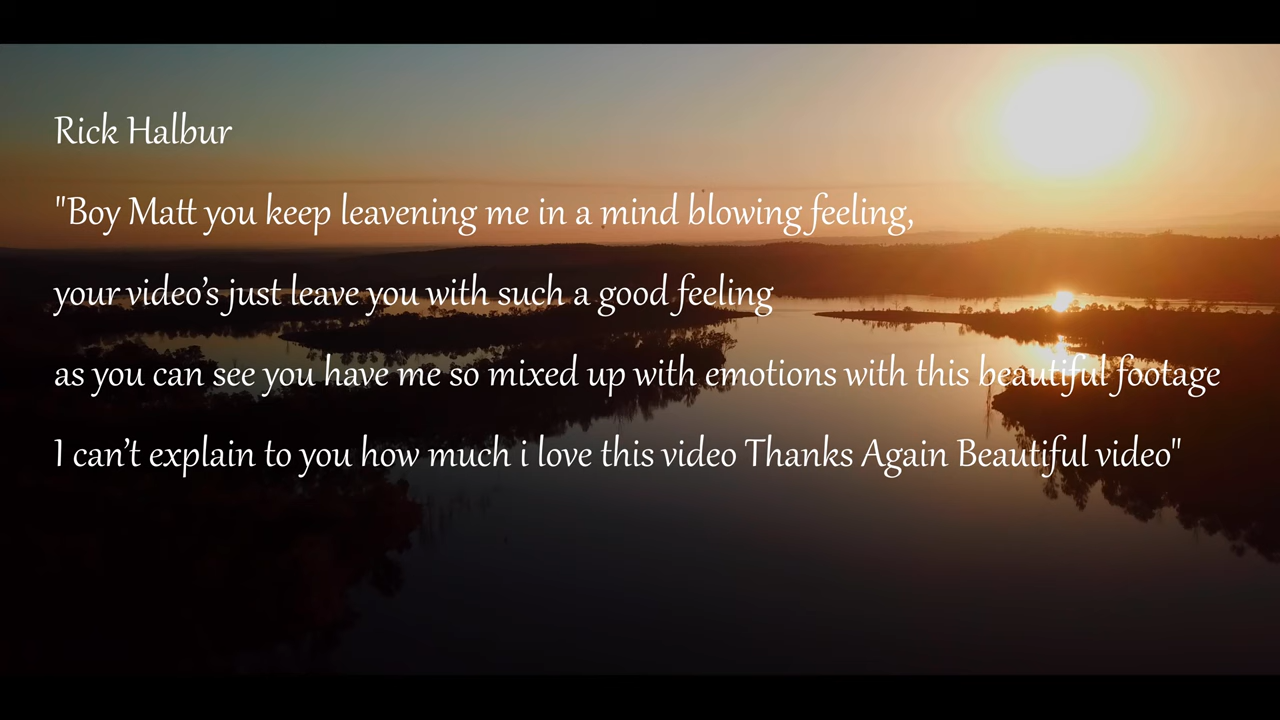 Rick Halbur
"Boy Matt you keep leavening me in a mind blowing feeling,
your video’s just leave you with such a good feeling
as you can see you have me so mixed up with emotions with this beautiful footage
I can’t explain to you how much i love this video Thanks Again Beautiful video"